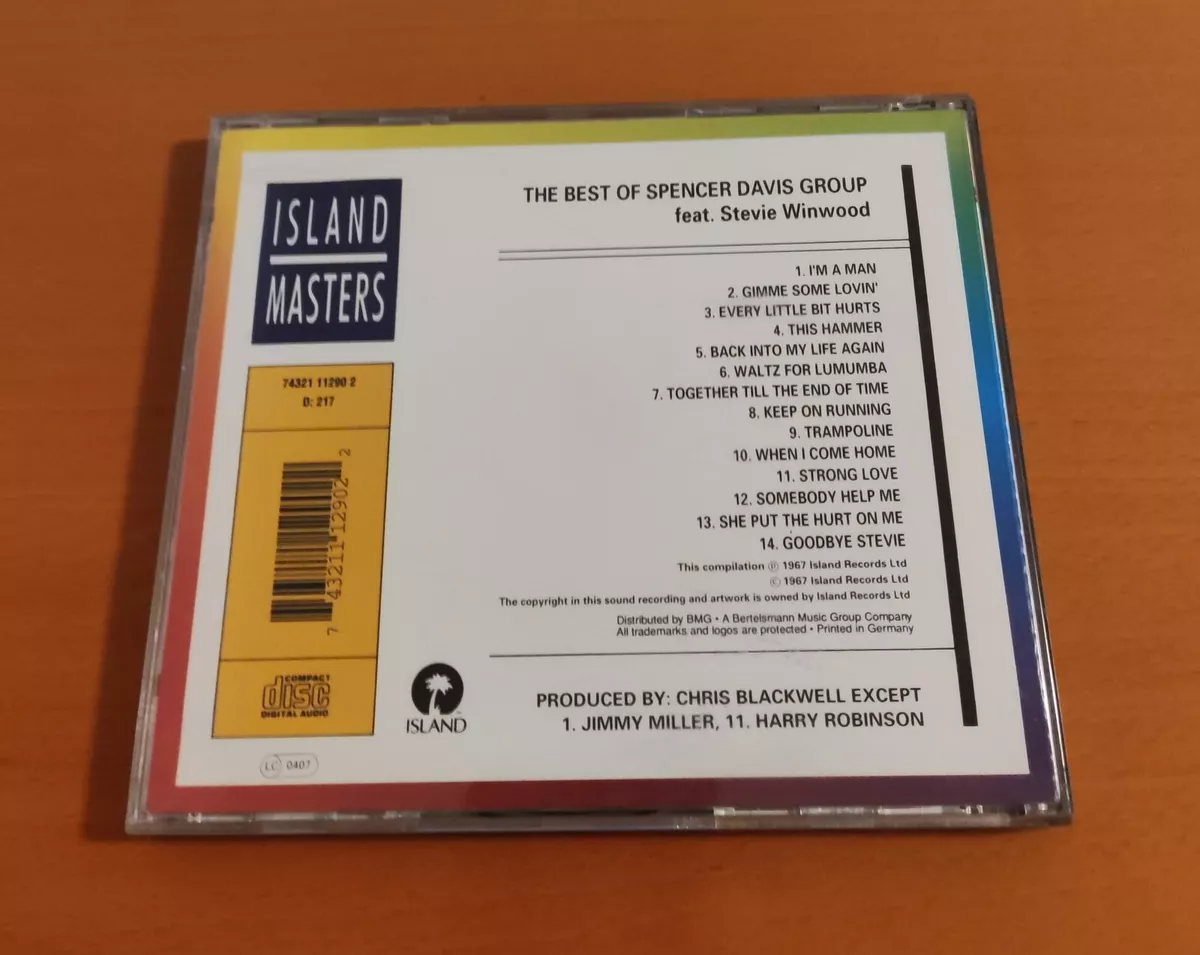 ISLAND
MASTERS
74321 11290 2
D: 217
7 43211 12902 2
COMPACT
disc
DIGITAL AUDIO
LC 0407
ISLAND
THE BEST OF SPENCER DAVIS GROUP
feat. Stevie Winwood
1. I'M A MAN
2. GIMME SOME LOVIN'
3. EVERY LITTLE BIT HURTS
4. THIS HAMMER
5. BACK INTO MY LIFE AGAIN
6. WALTZ FOR LUMUMBA
7. TOGETHER TILL THE END OF TIME
8. KEEP ON RUNNING
9. TRAMPOLINE
10. WHEN I COME HOME
11. STRONG LOVE
12. SOMEBODY HELP ME
13. SHE PUT THE HURT ON ME
14. GOODBYE STEVIE
This compilation ℗ 1967 Island Records Ltd
© 1967 Island Records Ltd
The copyright in this sound recording and artwork is owned by Island Records Ltd
Distributed by BMG • A Bertelsmann Music Group Company
All trademarks and logos are protected • Printed in Germany
PRODUCED BY: CHRIS BLACKWELL EXCEPT
1. JIMMY MILLER, 11. HARRY ROBINSON